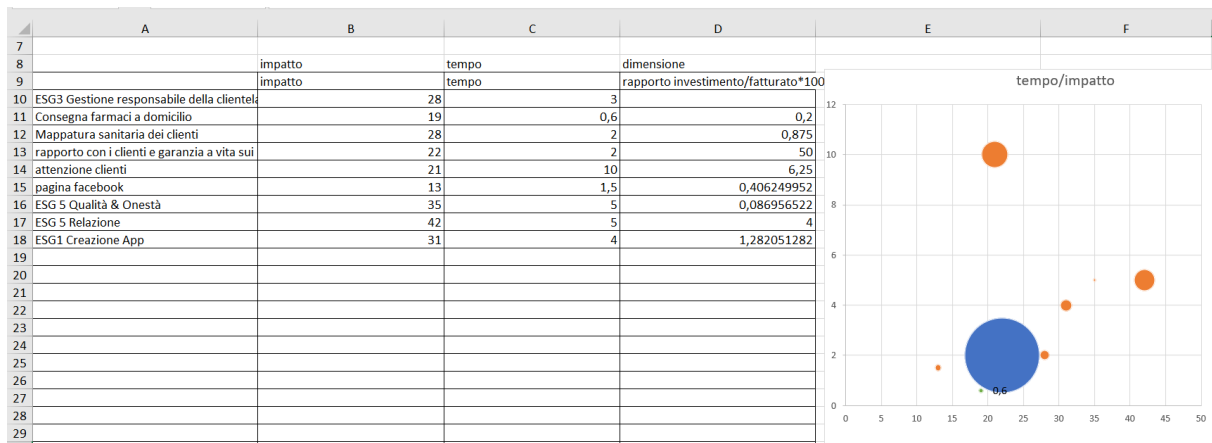 A B C D E F
7
8 impatto tempo dimensione
9 impatto tempo rapporto investimento/fatturato*100
10 ESG3 Gestione responsabile della clientela 28 3
11 Consegna farmaci a domicilio 19 0,6 0,2
12 Mappatura sanitaria dei clienti 28 2 0,875
13 rapporto con i clienti e garanzia a vita sui 22 2 50
14 attenzione clienti 21 10 6,25
15 pagina facebook 13 1,5 0,406249952
16 ESG 5 Qualità & Onestà 35 5 0,086956522
17 ESG 5 Relazione 42 5 4
18 ESG1 Creazione App 31 4 1,282051282
19
20
21
22
23
24
25
26
27
28
29
tempo/impatto
12
10
8
6
4
2
0,6
0
0 5 10 15 20 25 30 35 40 45 50